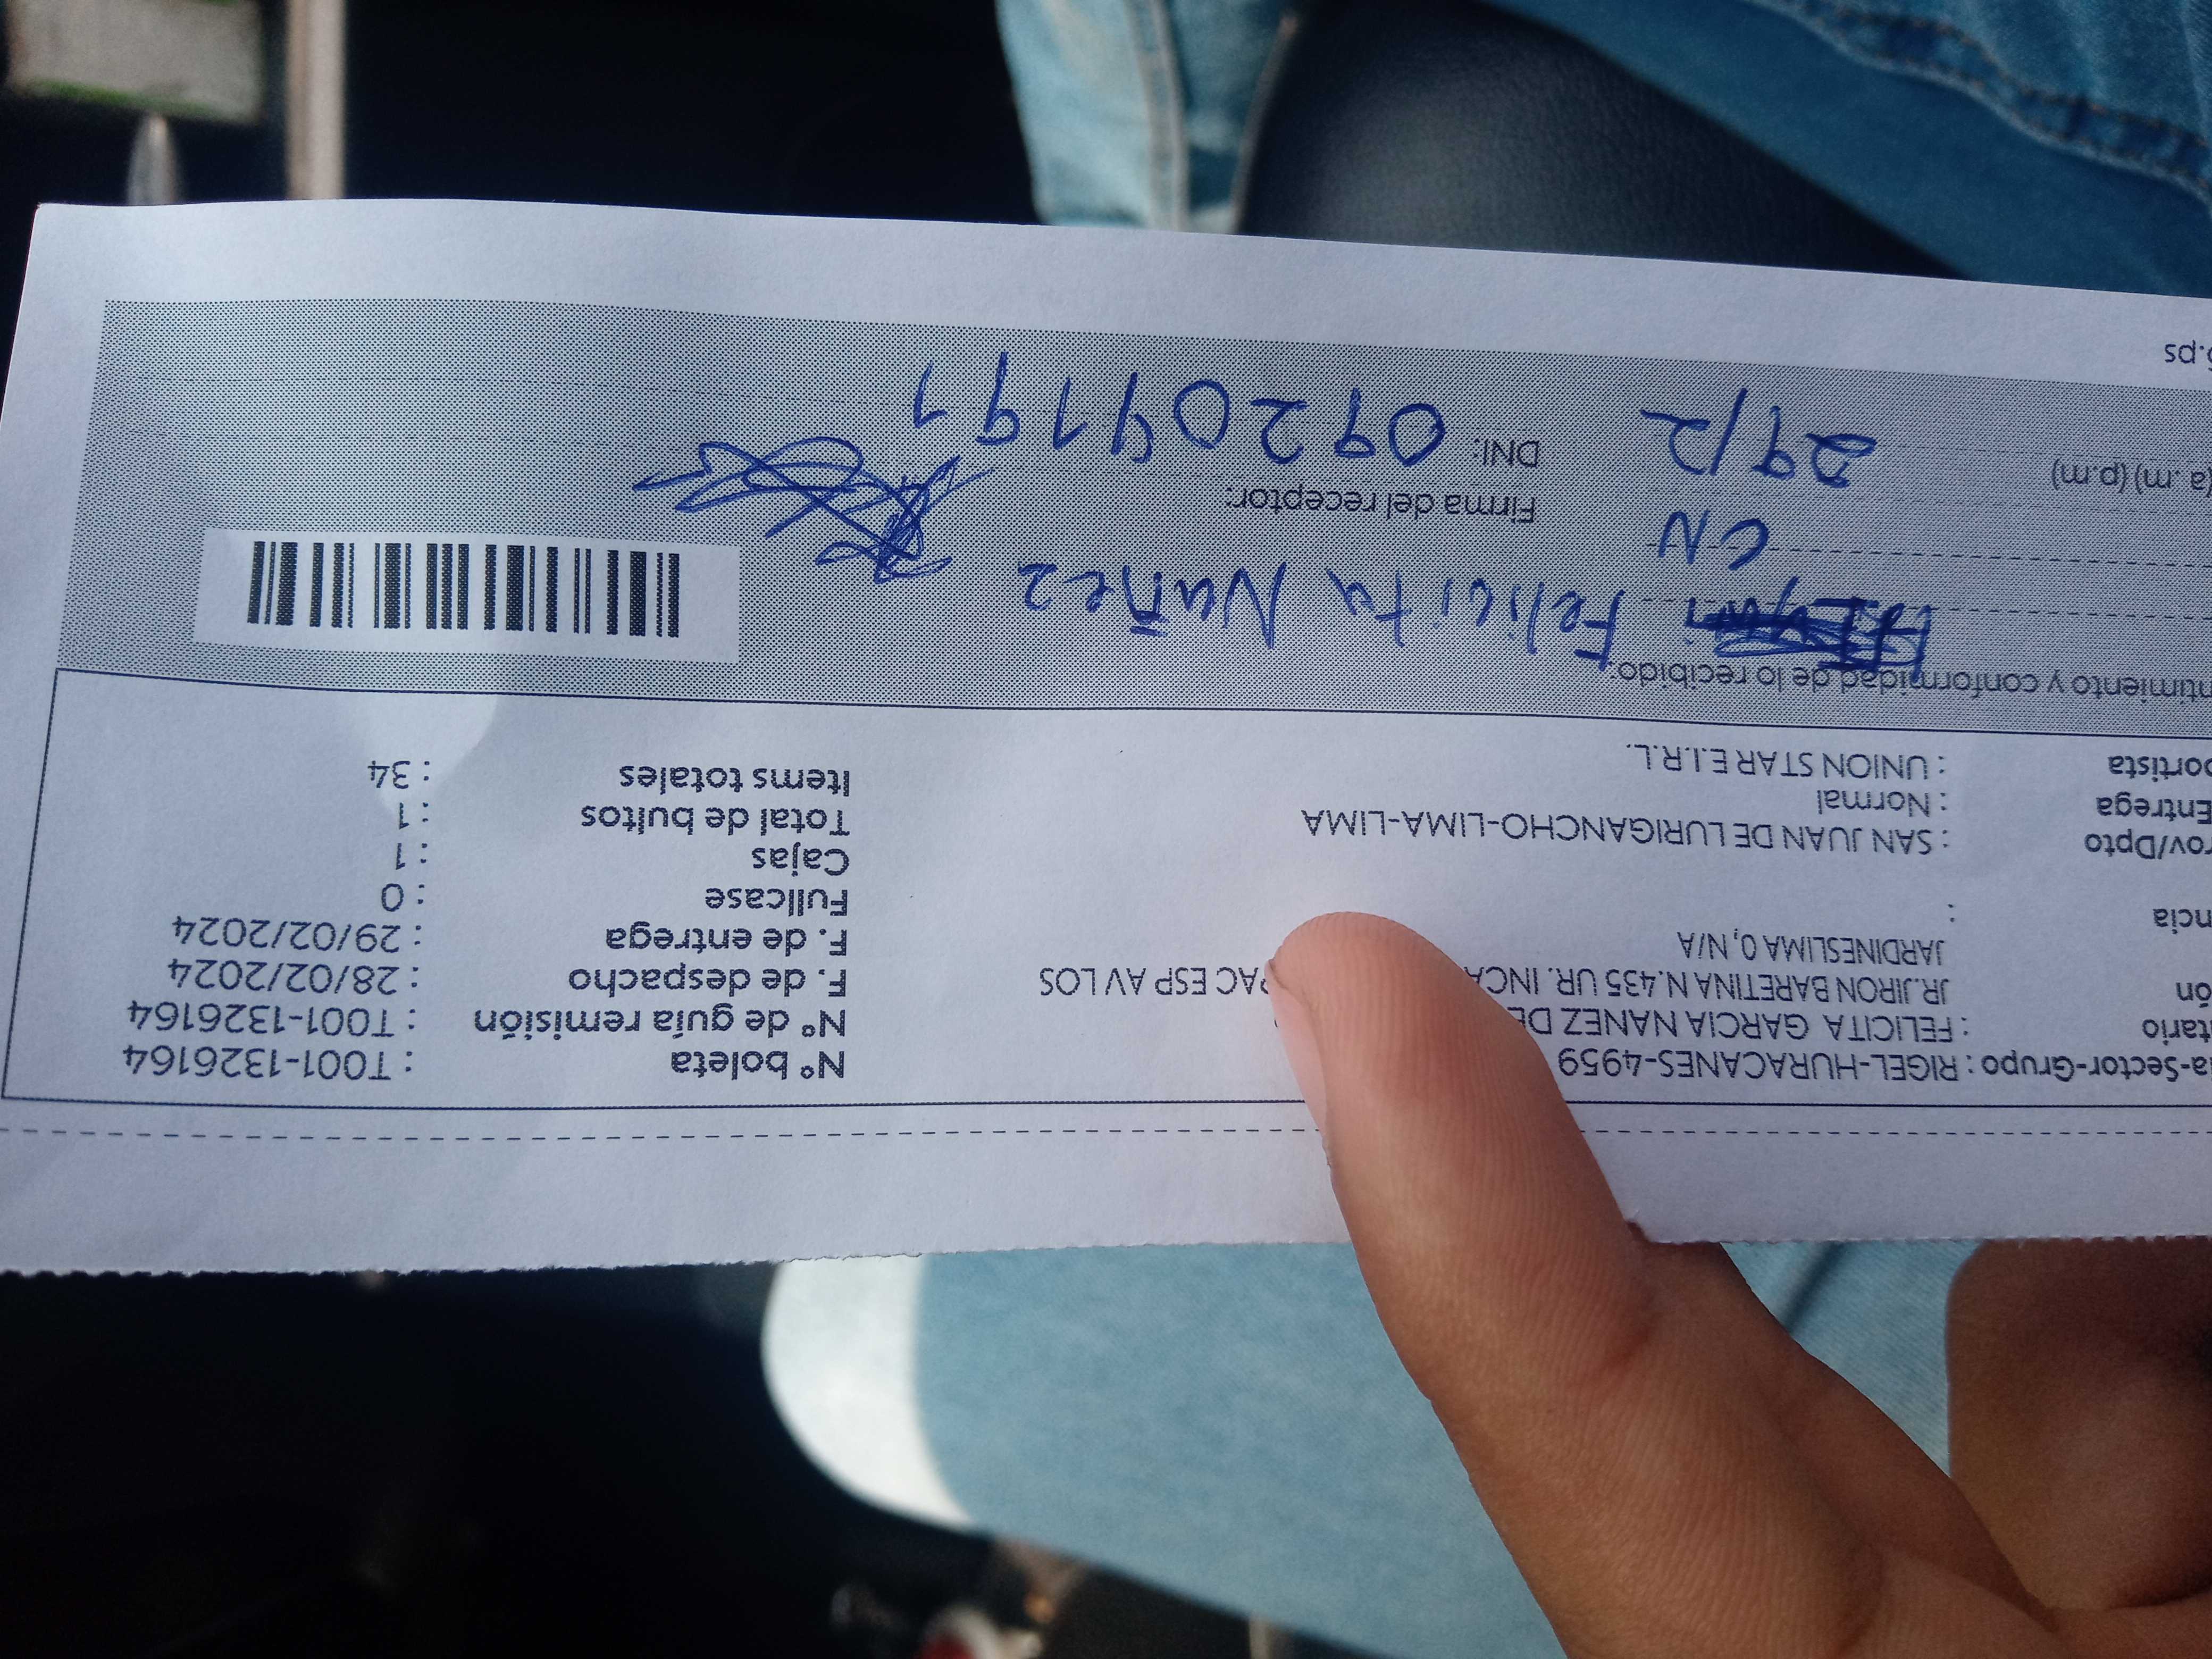 a-Sector-Grupo : RIGEL-HURACANES-4959
tario : FELICITA GARCIA NANEZ DE
ón JR.JIRON BARETINA N.435 UR. INCA PAC ESP AV LOS
JARDINESLIMA 0, N/A
ncia :
rov/Dpto : SAN JUAN DE LURIGANCHO-LIMA-LIMA
Entrega : Normal
portista : UNION STAR E.I.R.L.
N° boleta : T001-1326164
N° de guía remisión : T001-1326164
F. de despacho : 28/02/2024
F. de entrega : 29/02/2024
Fullcase : 0
Cajas : 1
Total de bultos : 1
Items totales : 34
ntimiento y conformidad de lo recibido.
Felicita Nuñez
CN
Firma del receptor:
(a .m) (p.m) 29/2 DNI: 09209191
.ps